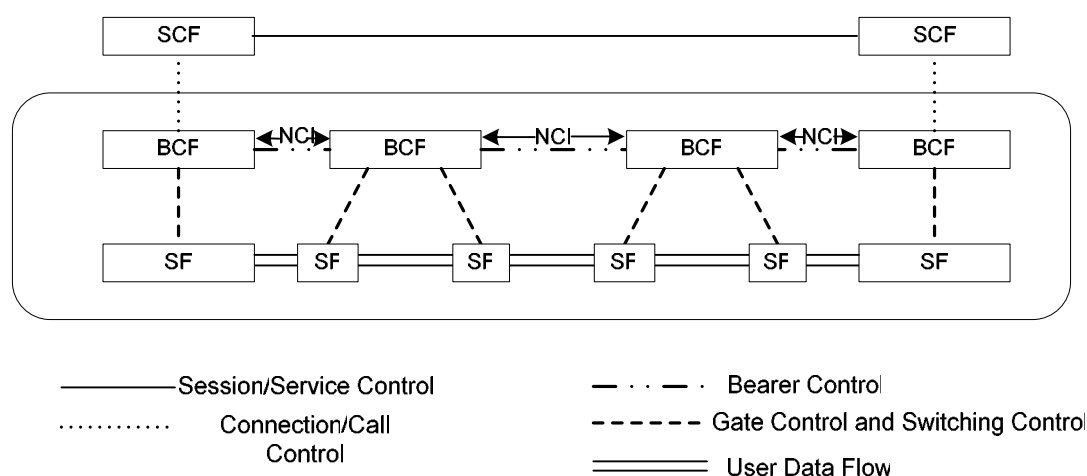 SCF
SCF
BCF
NCI
BCF
NCI
BCF
NCI
BCF
SF
SF
SF
SF
SF
SF
Session/Service Control
Bearer Control
Connection/Call
Control
Gate Control and Switching Control
User Data Flow